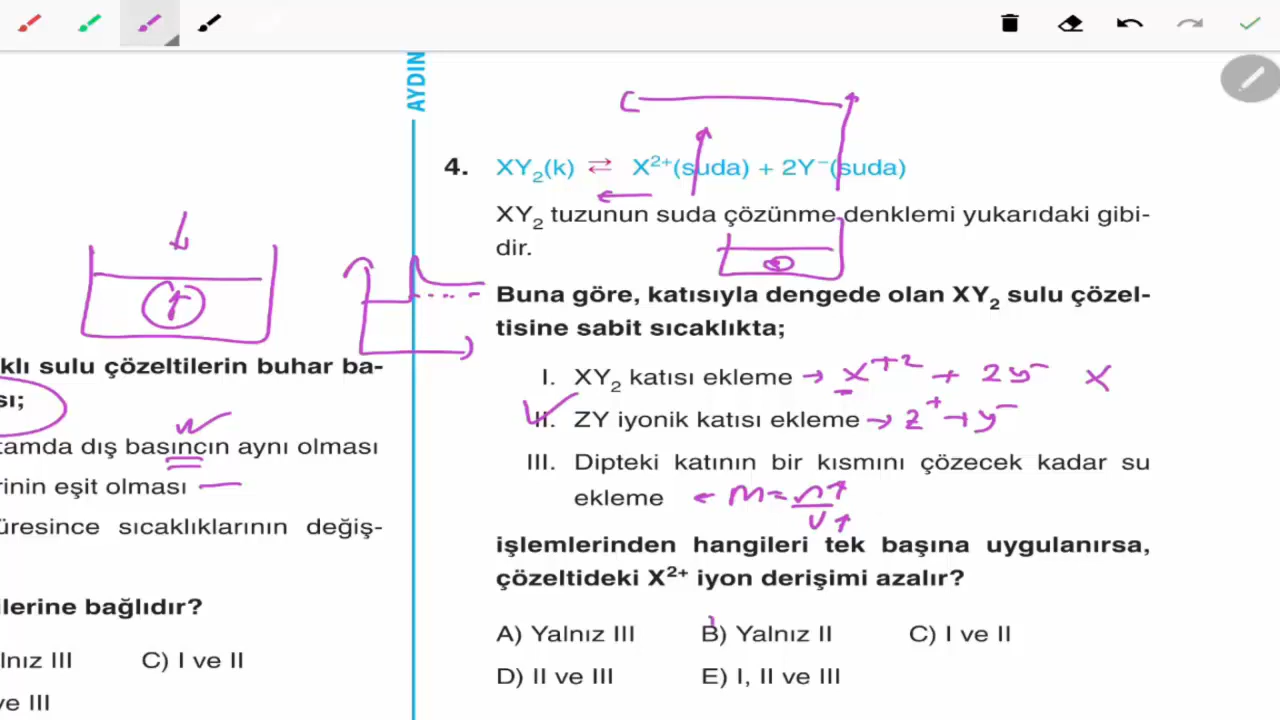 AYDIN
klı sulu çözeltilerin buhar ba-
sı;
tamda dış basıncın aynı olması
rinin eşit olması
üresince sıcaklıklarının değiş-
ilerine bağlıdır?
lnız III C) I ve II
ve III
4. XY₂(k) ⇄ X²⁺(suda) + 2Y⁻(suda)
XY₂ tuzunun suda çözünme denklemi yukarıdaki gibi-
dir.
Buna göre, katısıyla dengede olan XY₂ sulu çözel-
tisine sabit sıcaklıkta;
I. XY₂ katısı ekleme → X⁺² + 2y⁻ X
II. ZY iyonik katısı ekleme → z⁺ + y⁻
III. Dipteki katının bir kısmını çözecek kadar su
ekleme ← M = n↑
V↑
işlemlerinden hangileri tek başına uygulanırsa,
çözeltideki X²⁺ iyon derişimi azalır?
A) Yalnız III B) Yalnız II C) I ve II
D) II ve III E) I, II ve III